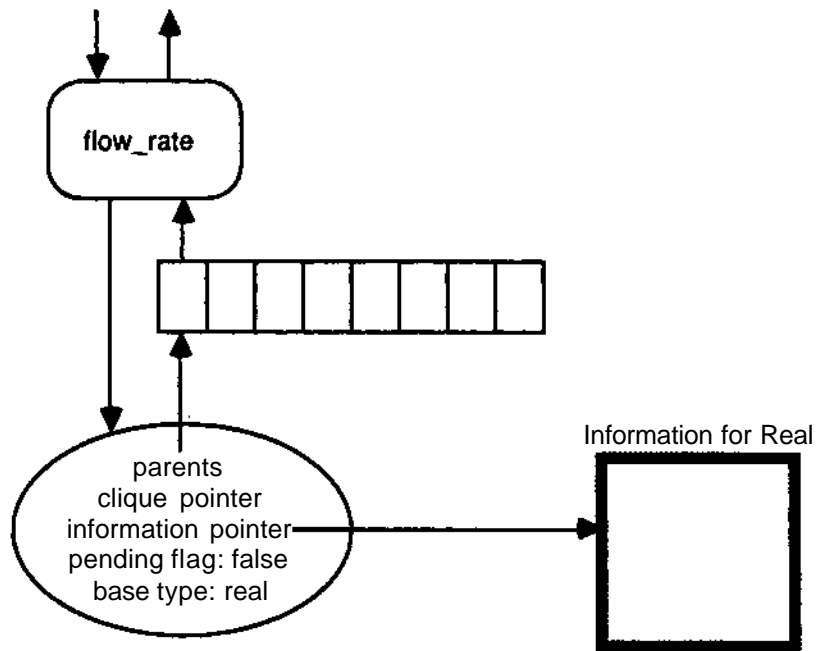 flow_rate
Information for Real
parents
clique pointer
information pointer
pending flag: false
base type: real